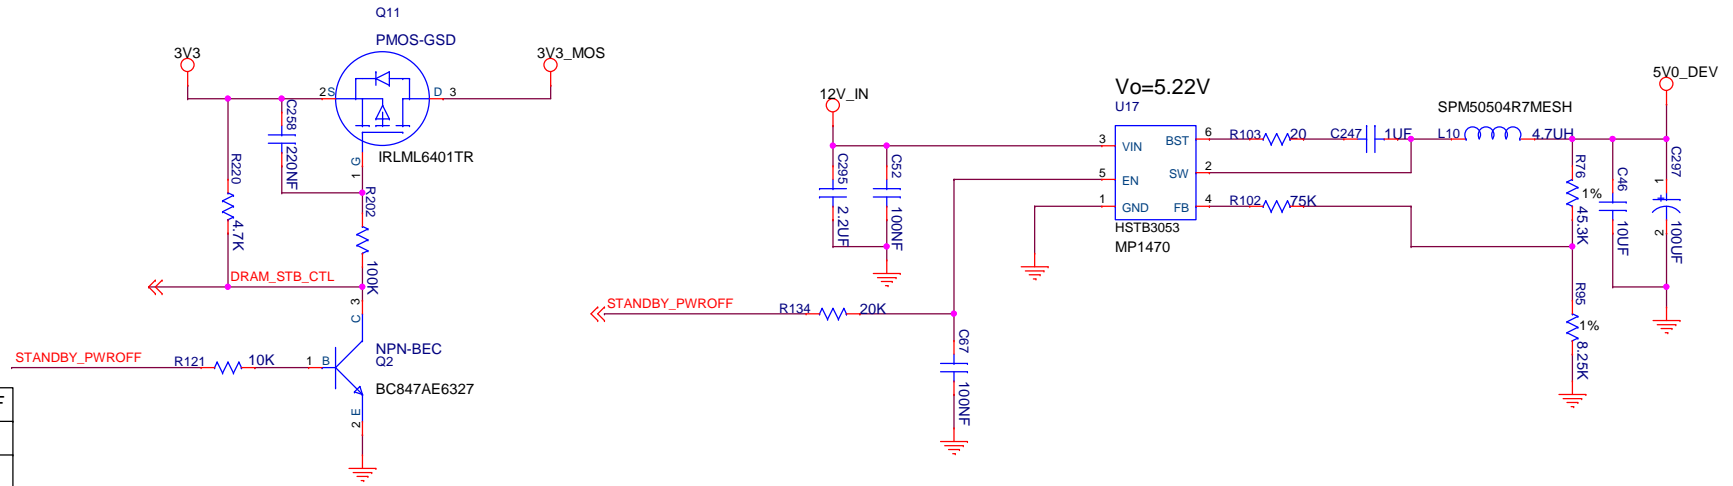 Q11
PMOS-GSD
3V3
3V3_MOS
2
S
D
3
C258
220NF
G
1
IRLML6401TR
R220
4.7K
R202
100K
DRAM_STB_CTL
3
C
STANDBY_PWROFF
R121
10K
1
B
NPN-BEC
Q2
BC847AE6327
E
2
F
12V_IN
Vo=5.22V
U17
C295
2.2UF
C52
100NF
3
VIN
5
EN
1
GND
BST
6
SW
2
FB
4
HSTB3053
MP1470
R103
20
C247
1UF
L10
4.7UH
SPM50504R7MESH
5V0_DEV
R102
75K
R76
1%
45.3K
C46
10UF
C297
1
+
2
100UF
R95
1%
8.25K
STANDBY_PWROFF
R134
20K
C67
100NF